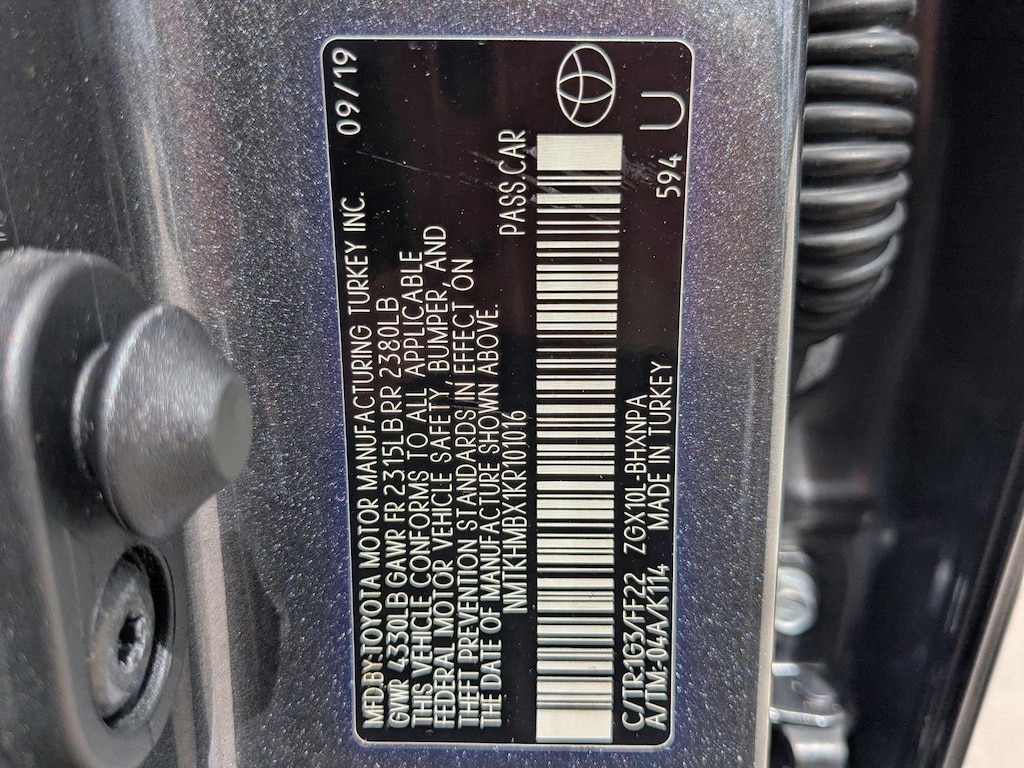 MFD BY TOYOTA MOTOR MANUFACTURING TURKEY INC. 09/19
GVWR 4330LB GAWR FR 2315LB RR 2380LB
THIS VEHICLE CONFORMS TO ALL APPLICABLE
FEDERAL MOTOR VEHICLE SAFETY, BUMPER, AND
THEFT PREVENTION STANDARDS IN EFFECT ON
THE DATE OF MANUFACTURE SHOWN ABOVE.
NMTKHMBX1KR101016 PASS.CAR
C/TR-1G3/FF22 ZGX10L-BHXNPA 594 U
A/TM-04A/K114 MADE IN TURKEY